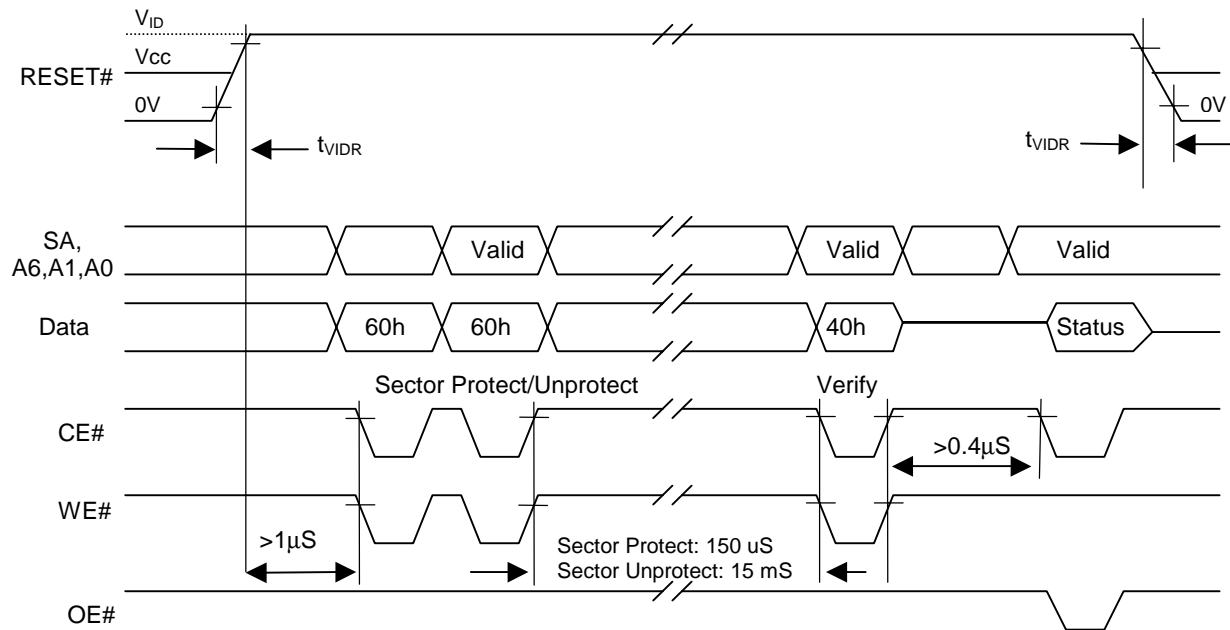 VID
Vcc
RESET#
0V
0V
tVIDR
tVIDR
SA,
A6,A1,A0
Valid
Valid
Valid
Data
60h
60h
40h
Status
Sector Protect/Unprotect
Verify
CE#
>0.4μS
WE#
>1μS
Sector Protect: 150 uS
Sector Unprotect: 15 mS
OE#